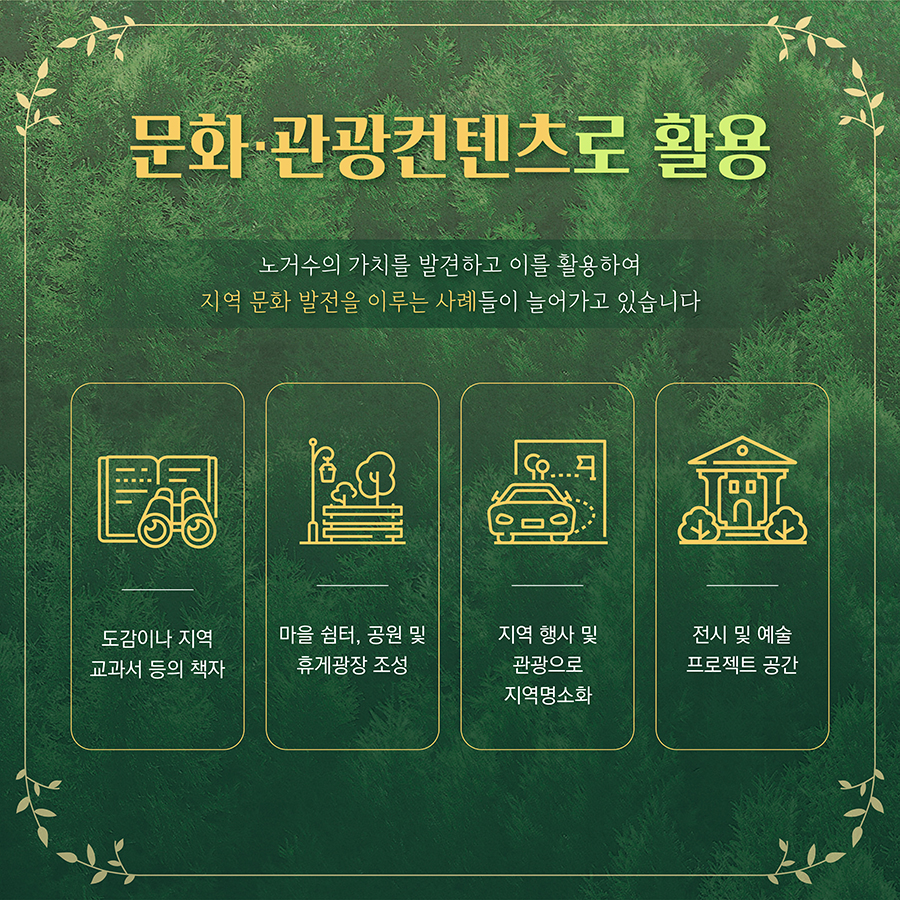 문화·관광컨텐츠로 활용
노거수의 가치를 발견하고 이를 활용하여
지역 문화 발전을 이루는 사례들이 늘어가고 있습니다
도감이나 지역
교과서 등의 책자
마을 쉼터, 공원 및
휴게광장 조성
지역 행사 및
관광으로
지역명소화
전시 및 예술
프로젝트 공간